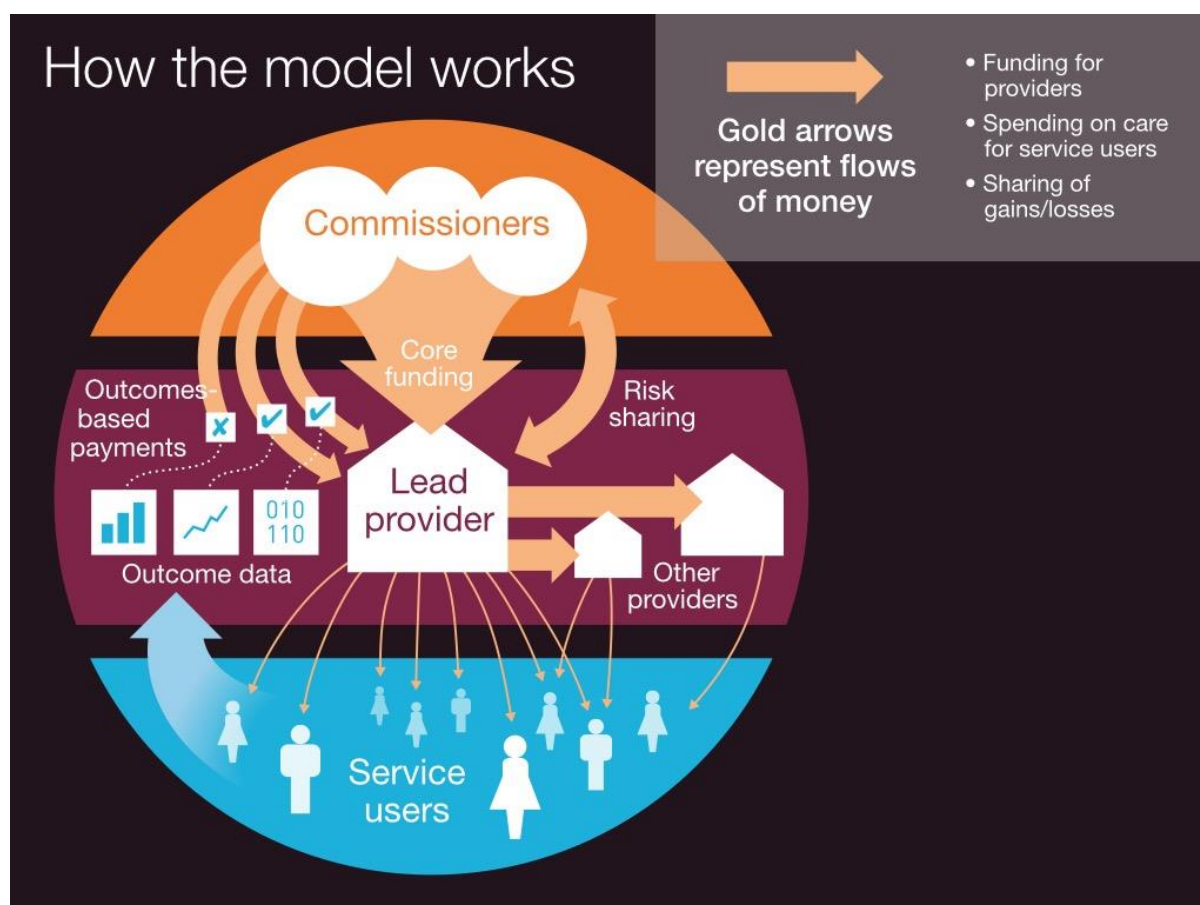 How the model works
Gold arrows
represent flows
of money
• Funding for
providers
• Spending on care
for service users
• Sharing of
gains/losses
Commissioners
Core
funding
Outcomes-
based
payments
Risk
sharing
Lead
provider
010
110
Outcome data
Other
providers
Service
users